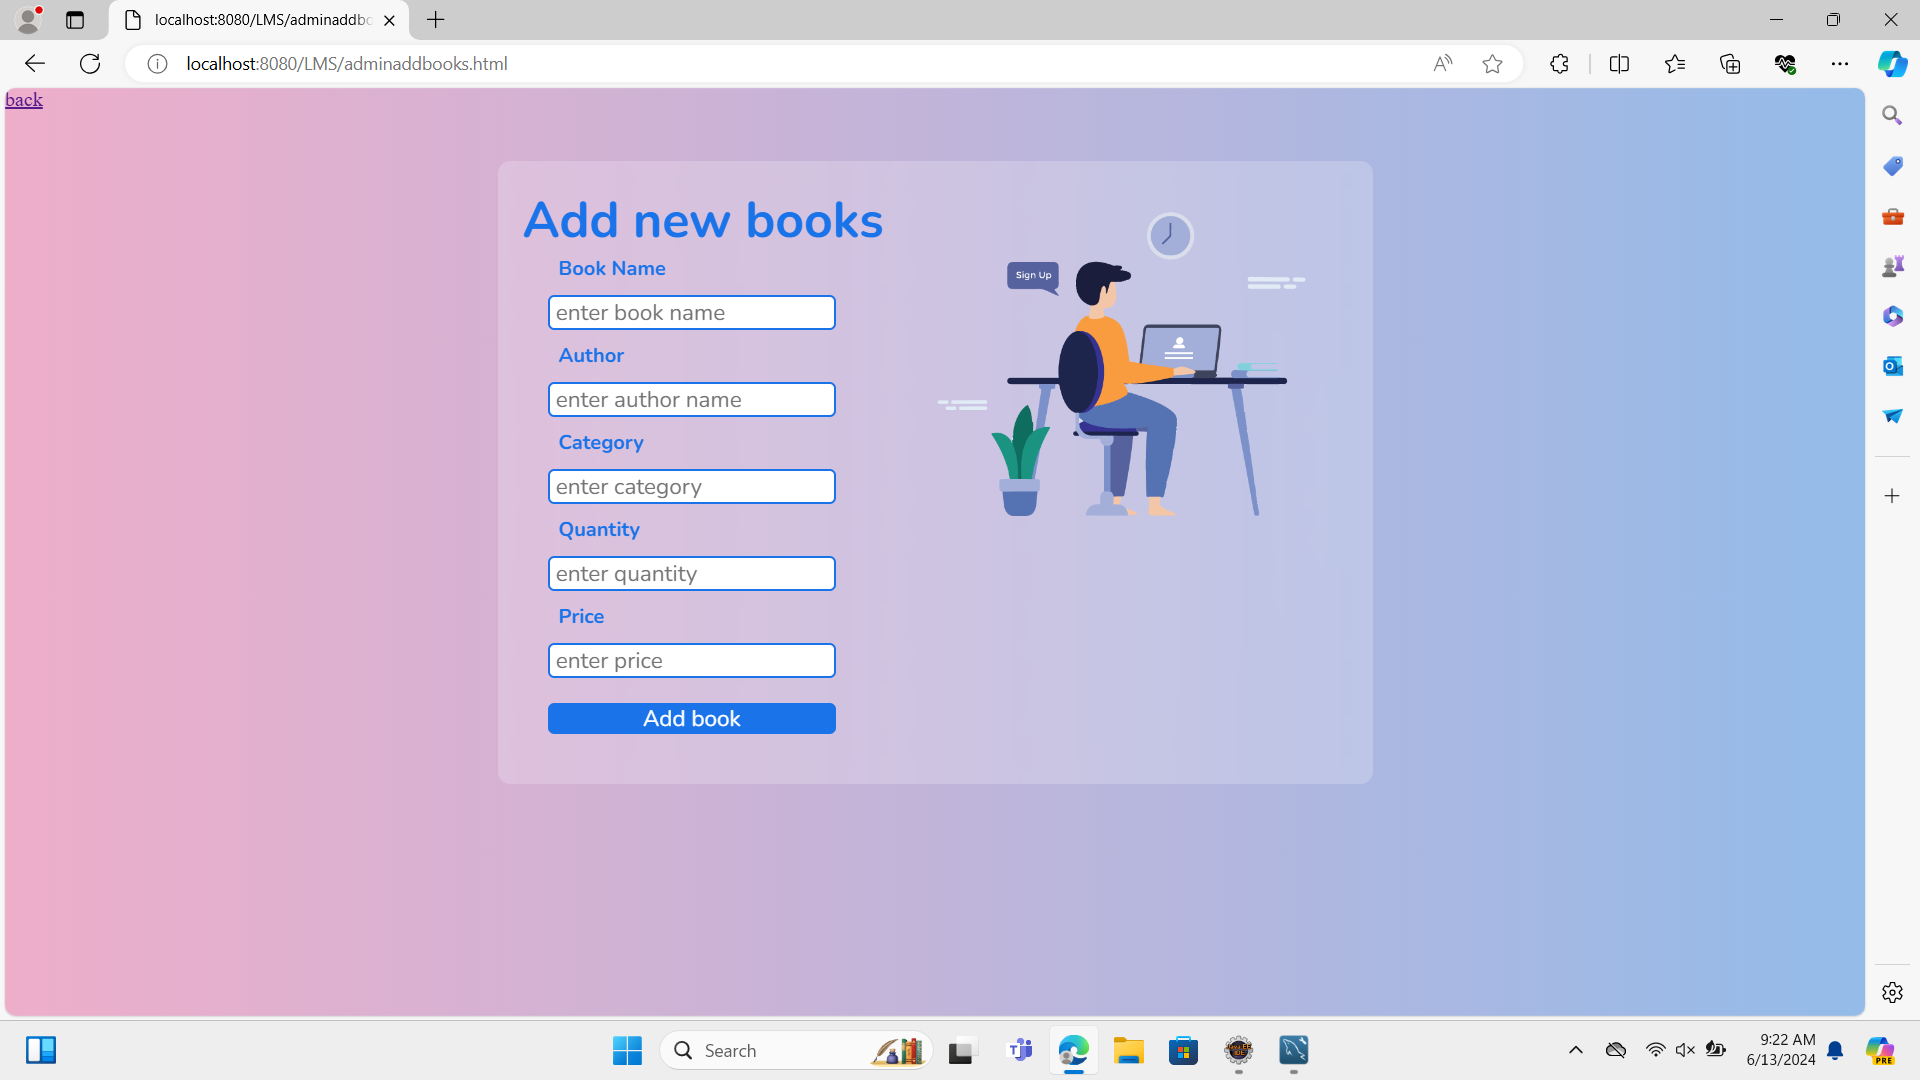 localhost:8080/LMS/adminaddbo
localhost:8080/LMS/adminaddbooks.html
back
Add new books
Book Name
enter book name
Author
enter author name
Category
enter category
Quantity
enter quantity
Price
enter price
Add book
Sign Up
Search
9:22 AM
6/13/2024
PRE